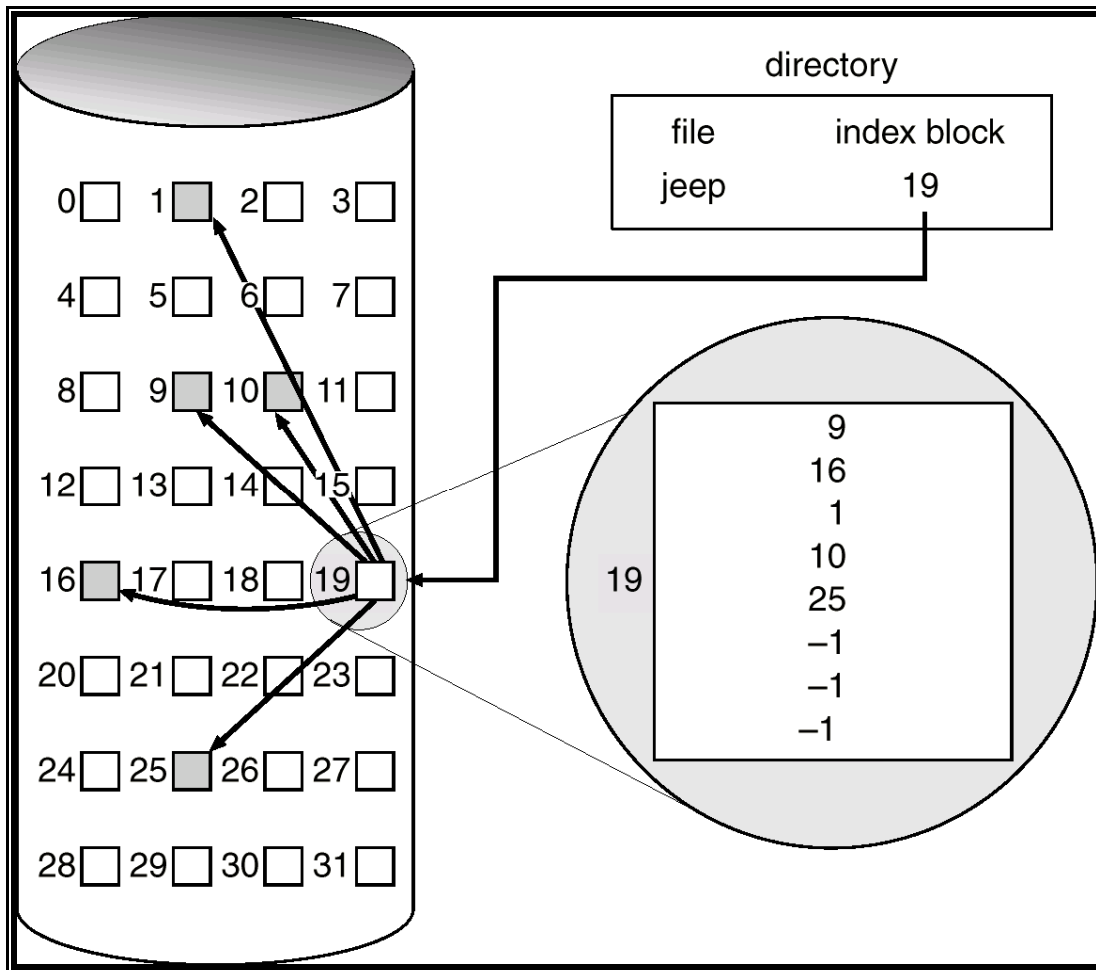 directory
file index block
jeep 19
0 1 2 3
4 5 6 7
8 9 10 11
12 13 14 15
16 17 18 19
20 21 22 23
24 25 26 27
28 29 30 31
19
9
16
1
10
25
–1
–1
–1